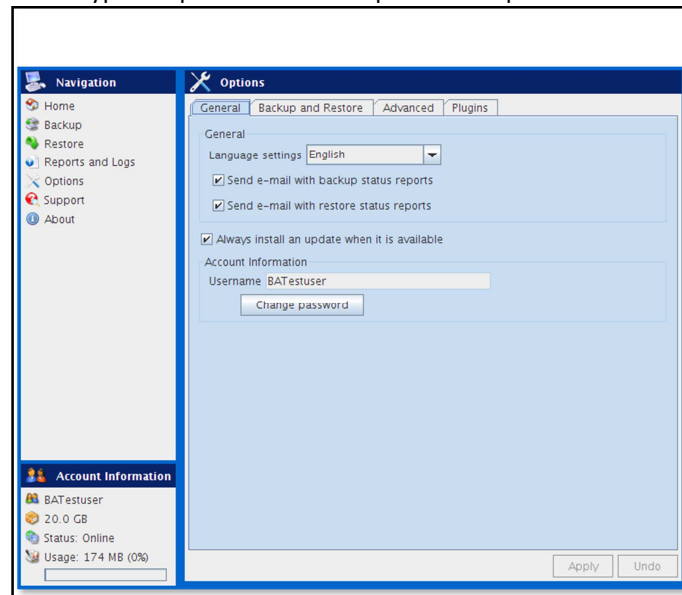 Navigation
Home
Backup
Restore
Reports and Logs
Options
Support
About
Options
General Backup and Restore Advanced Plugins
General
Language settings English
Send e-mail with backup status reports
Send e-mail with restore status reports
Always install an update when it is available
Account Information
Username BATestuser
Change password
Account Information
BATestuser
20.0 GB
Status: Online
Usage: 174 MB (0%)
Apply Undo